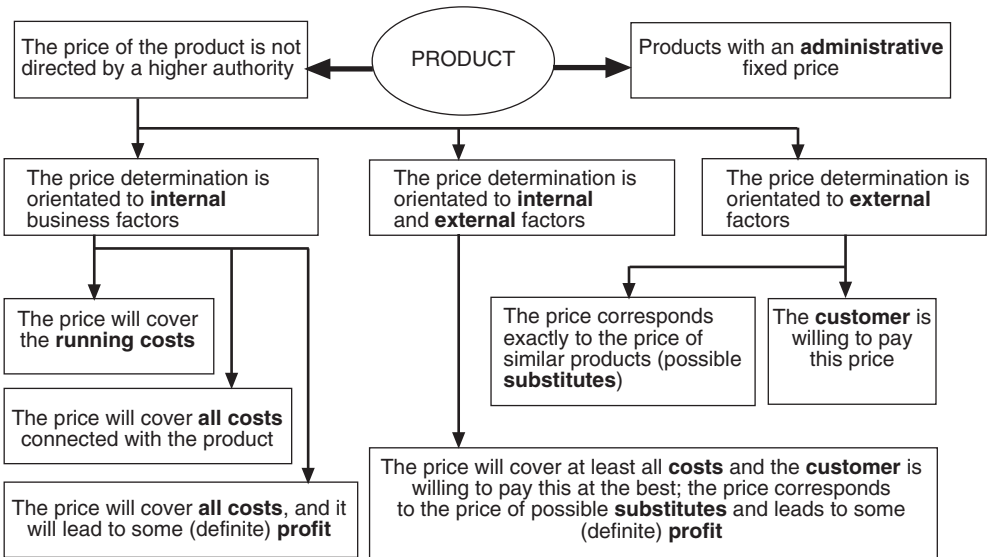 The price of the product is not
directed by a higher authority
PRODUCT
Products with an administrative
fixed price
The price determination is
orientated to internal
business factors
The price determination is
orientated to internal
and external factors
The price determination is
orientated to external
factors
The price will cover
the running costs
The price corresponds
exactly to the price of
similar products (possible
substitutes)
The customer is
willing to pay
this price
The price will cover all costs
connected with the product
The price will cover all costs, and it
will lead to some (definite) profit
The price will cover at least all costs and the customer is
willing to pay this at the best; the price corresponds
to the price of possible substitutes and leads to some
(definite) profit